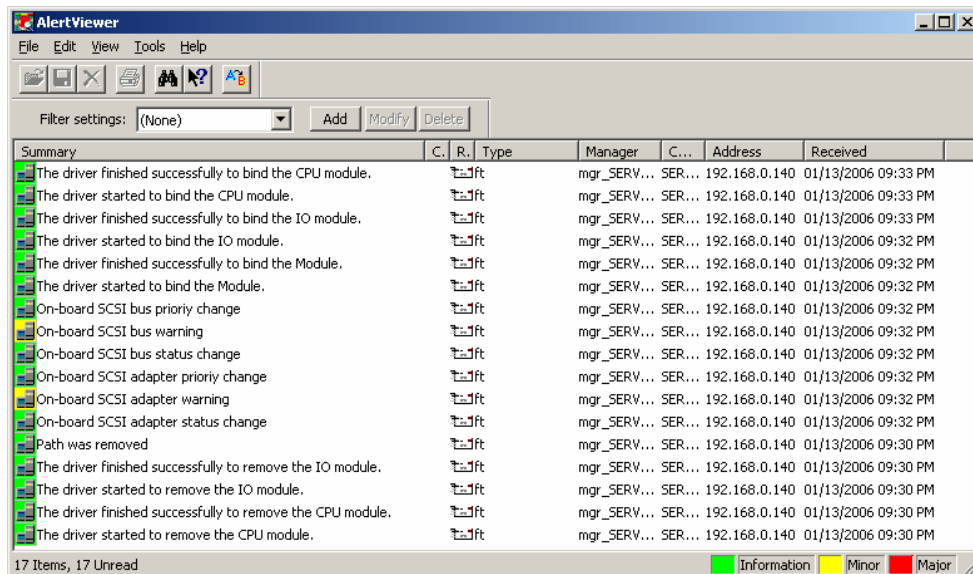 AlertViewer
File Edit View Tools Help
Filter settings: (None) Add Modify Delete
Summary C. R. Type Manager C... Address Received
The driver finished successfully to bind the CPU module. ft mgr_SERV... SER... 192.168.0.140 01/13/2006 09:33 PM
The driver started to bind the CPU module. ft mgr_SERV... SER... 192.168.0.140 01/13/2006 09:33 PM
The driver finished successfully to bind the IO module. ft mgr_SERV... SER... 192.168.0.140 01/13/2006 09:33 PM
The driver started to bind the IO module. ft mgr_SERV... SER... 192.168.0.140 01/13/2006 09:32 PM
The driver finished successfully to bind the Module. ft mgr_SERV... SER... 192.168.0.140 01/13/2006 09:32 PM
The driver started to bind the Module. ft mgr_SERV... SER... 192.168.0.140 01/13/2006 09:32 PM
On-board SCSI bus prioriy change ft mgr_SERV... SER... 192.168.0.140 01/13/2006 09:32 PM
On-board SCSI bus warning ft mgr_SERV... SER... 192.168.0.140 01/13/2006 09:32 PM
On-board SCSI bus status change ft mgr_SERV... SER... 192.168.0.140 01/13/2006 09:32 PM
On-board SCSI adapter prioriy change ft mgr_SERV... SER... 192.168.0.140 01/13/2006 09:32 PM
On-board SCSI adapter warning ft mgr_SERV... SER... 192.168.0.140 01/13/2006 09:32 PM
On-board SCSI adapter status change ft mgr_SERV... SER... 192.168.0.140 01/13/2006 09:32 PM
Path was removed ft mgr_SERV... SER... 192.168.0.140 01/13/2006 09:30 PM
The driver finished successfully to remove the IO module. ft mgr_SERV... SER... 192.168.0.140 01/13/2006 09:30 PM
The driver started to remove the IO module. ft mgr_SERV... SER... 192.168.0.140 01/13/2006 09:30 PM
The driver finished successfully to remove the CPU module. ft mgr_SERV... SER... 192.168.0.140 01/13/2006 09:30 PM
The driver started to remove the CPU module. ft mgr_SERV... SER... 192.168.0.140 01/13/2006 09:30 PM
17 Items, 17 Unread Information Minor Major